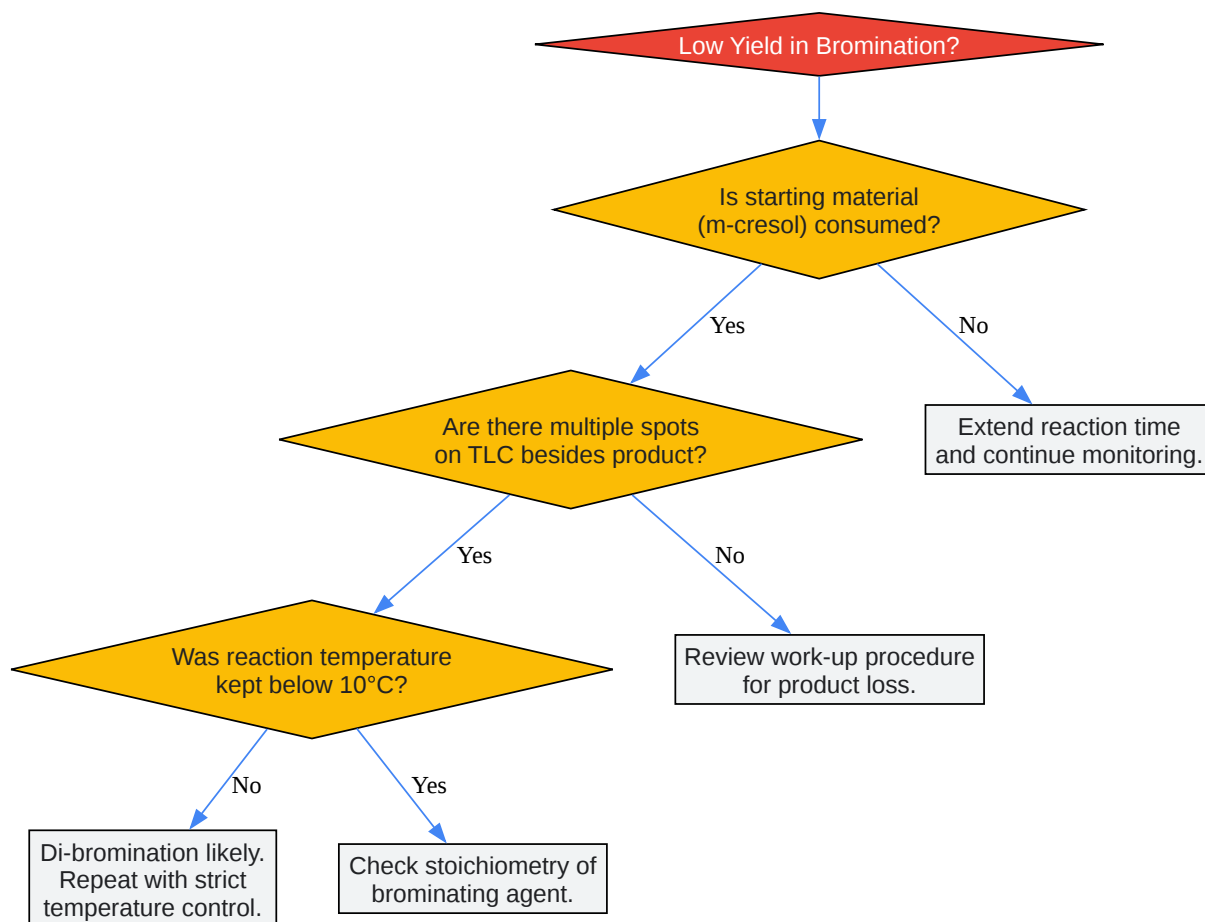 Low Yield in Bromination?
Is starting material
(m-cresol) consumed?
Yes
No
Are there multiple spots
on TLC besides product?
Extend reaction time
and continue monitoring.
Yes
No
Was reaction temperature
kept below 10°C?
Review work-up procedure
for product loss.
No
Yes
Di-bromination likely.
Repeat with strict
temperature control.
Check stoichiometry of
brominating agent.